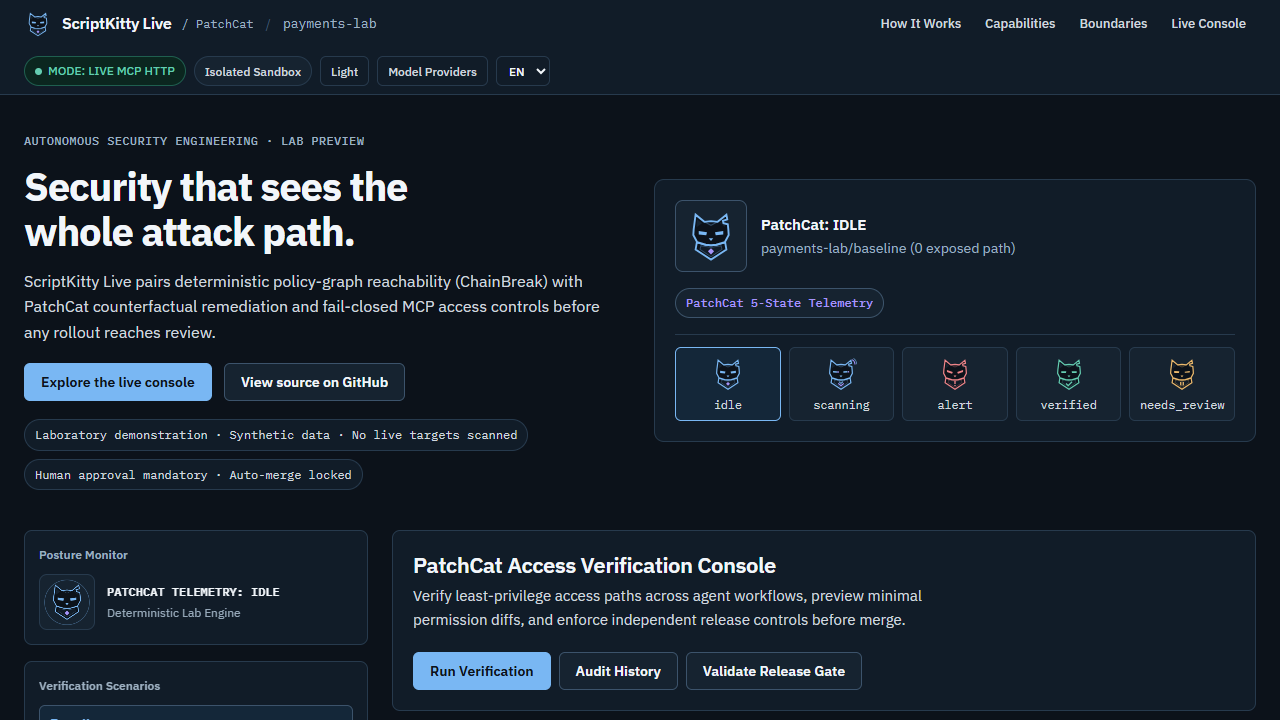 ScriptKitty Live / PatchCat / payments-lab
How It Works Capabilities Boundaries Live Console
MODE: LIVE MCP HTTP Isolated Sandbox Light Model Providers EN
AUTONOMOUS SECURITY ENGINEERING · LAB PREVIEW
Security that sees the
whole attack path.
ScriptKitty Live pairs deterministic policy-graph reachability (ChainBreak) with
PatchCat counterfactual remediation and fail-closed MCP access controls before
any rollout reaches review.
Explore the live console View source on GitHub
Laboratory demonstration · Synthetic data · No live targets scanned
Human approval mandatory · Auto-merge locked
PatchCat: IDLE
payments-lab/baseline (0 exposed path)
PatchCat 5-State Telemetry
idle scanning alert verified needs_review
Posture Monitor
PATCHCAT TELEMETRY: IDLE
Deterministic Lab Engine
Verification Scenarios
PatchCat Access Verification Console
Verify least-privilege access paths across agent workflows, preview minimal
permission diffs, and enforce independent release controls before merge.
Run Verification Audit History Validate Release Gate